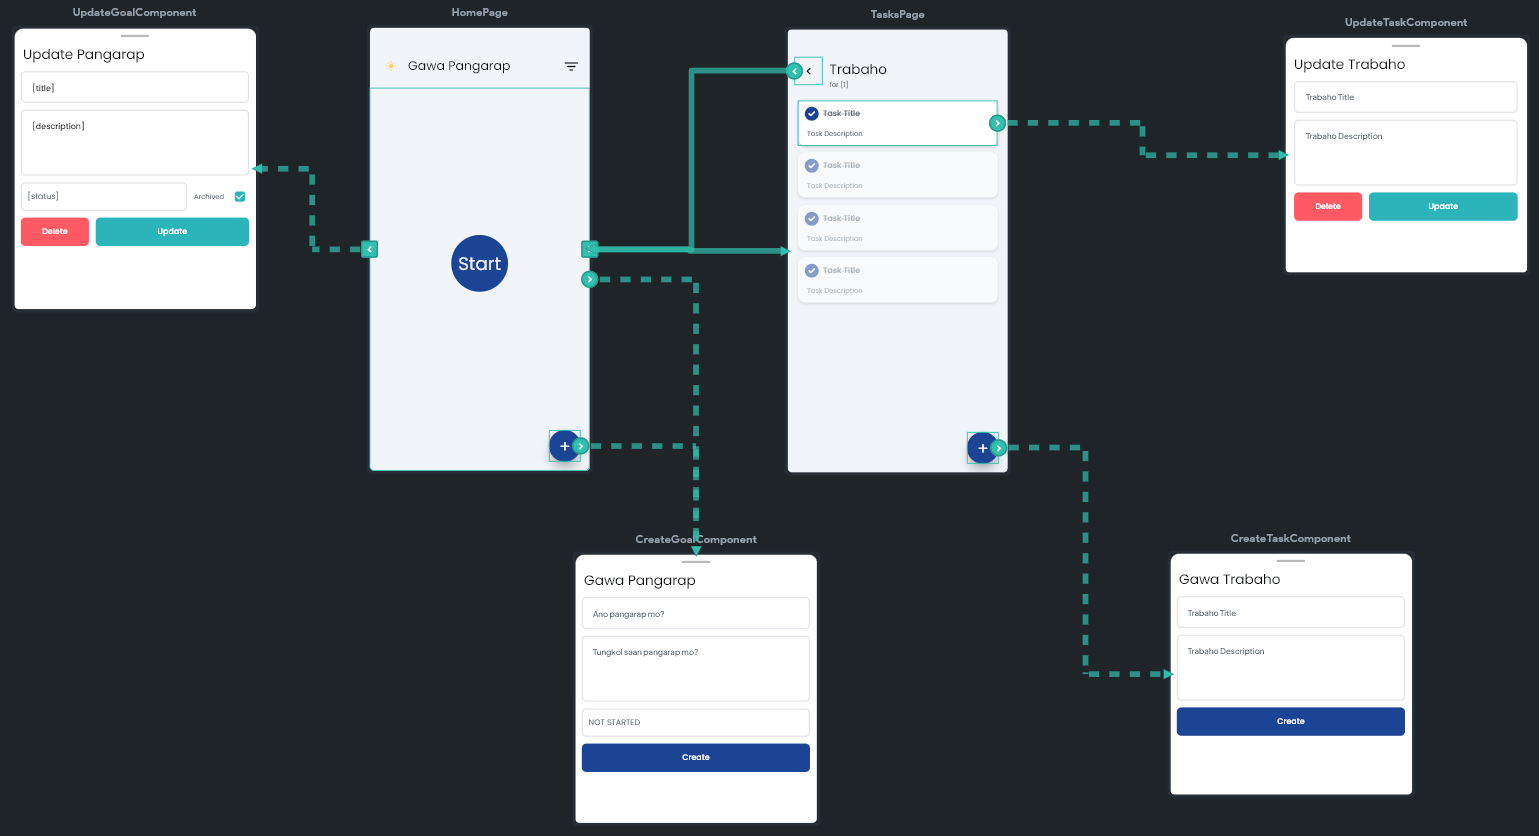 UpdateGoalComponent
Update Pangarap
[title]
[description]
[status]
Archived
Delete
Update
HomePage
Gawa Pangarap
Start
+
TasksPage
Trabaho
for [1]
Task Title
Task Description
Task Title
Task Description
Task Title
Task Description
Task Title
Task Description
+
UpdateTaskComponent
Update Trabaho
Trabaho Title
Trabaho Description
Delete
Update
CreateGoalComponent
Gawa Pangarap
Ano pangarap mo?
Tungkol saan pangarap mo?
NOT STARTED
Create
CreateTaskComponent
Gawa Trabaho
Trabaho Title
Trabaho Description
Create